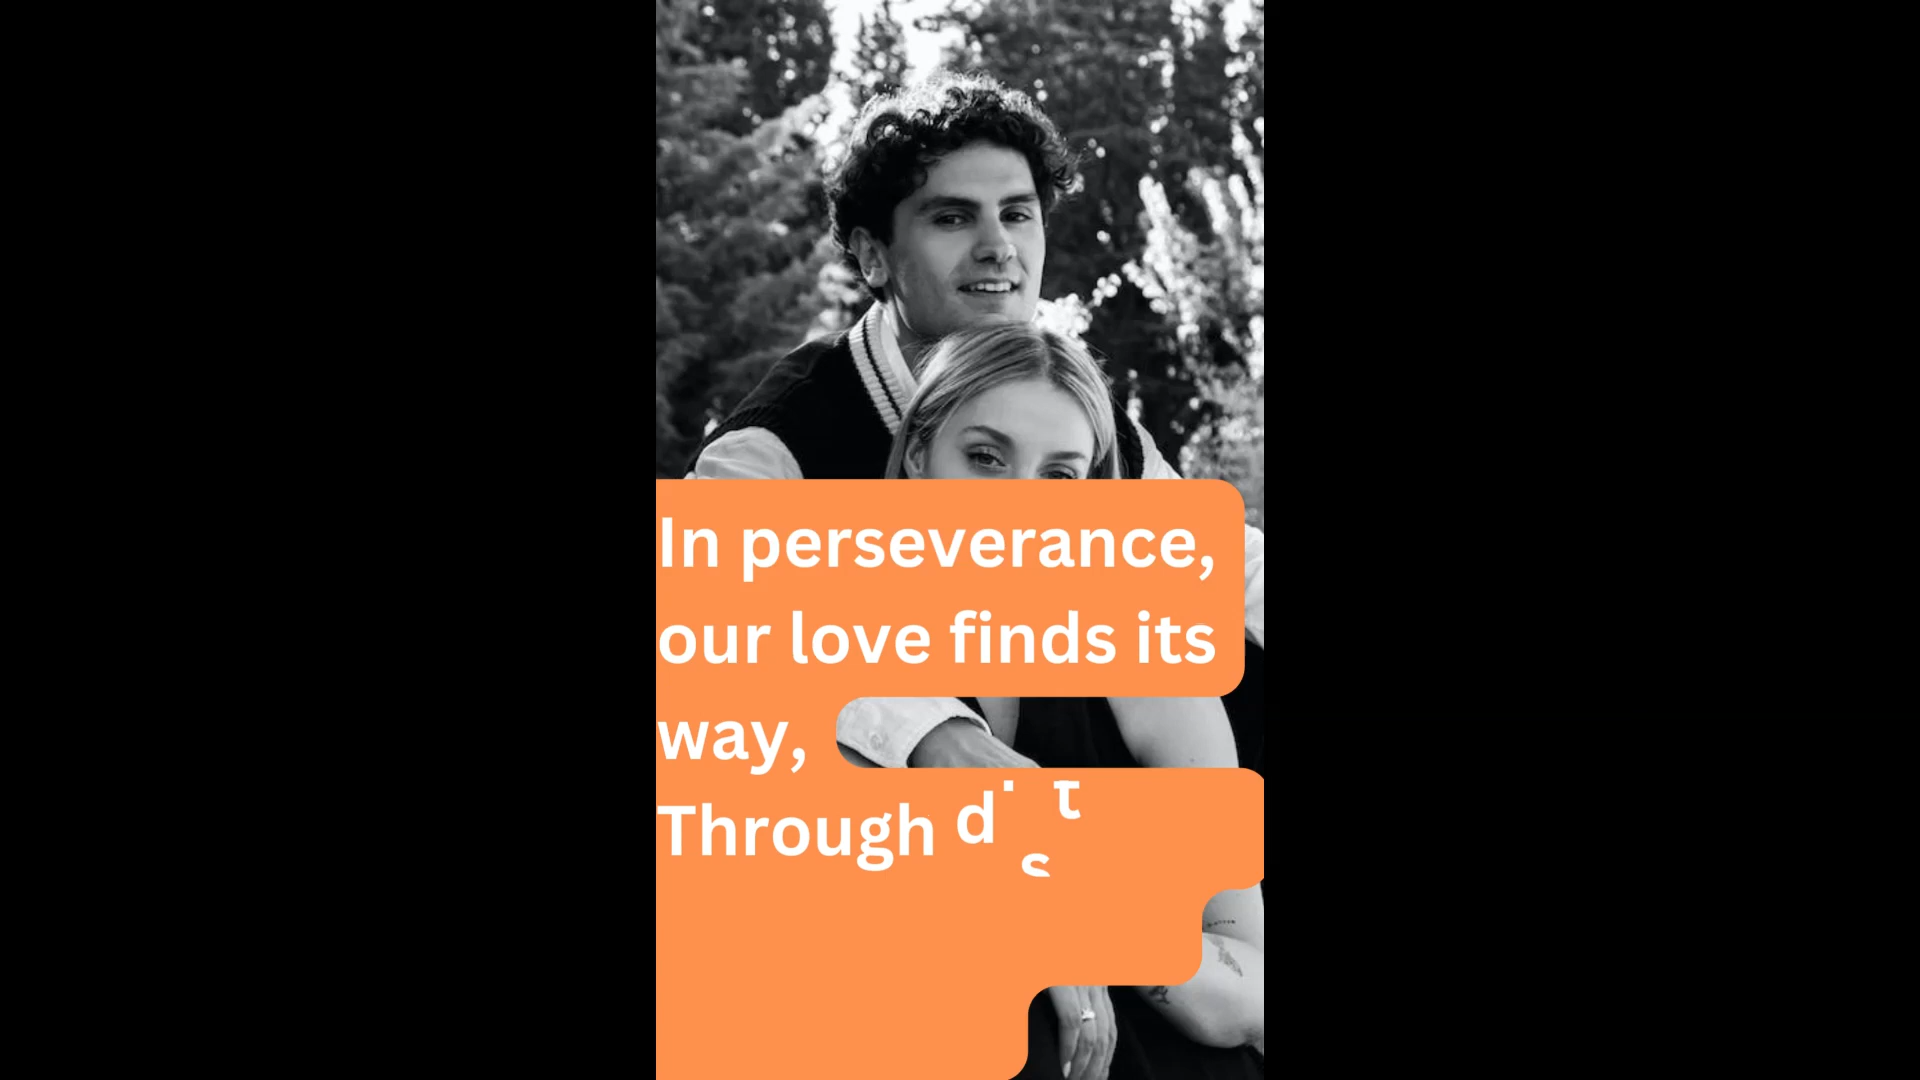 In perseverance,
our love finds its
way,
Through